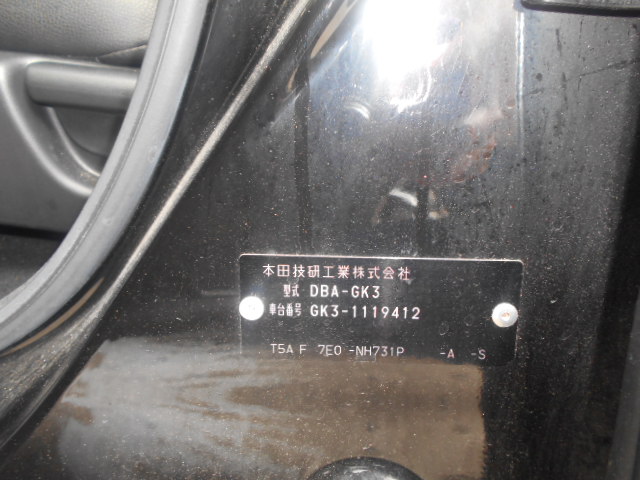 本田技研工業株式会社
型式 DBA-GK3
車台番号 GK3-1119412
T5A F 7E0 -NH731P -A -S